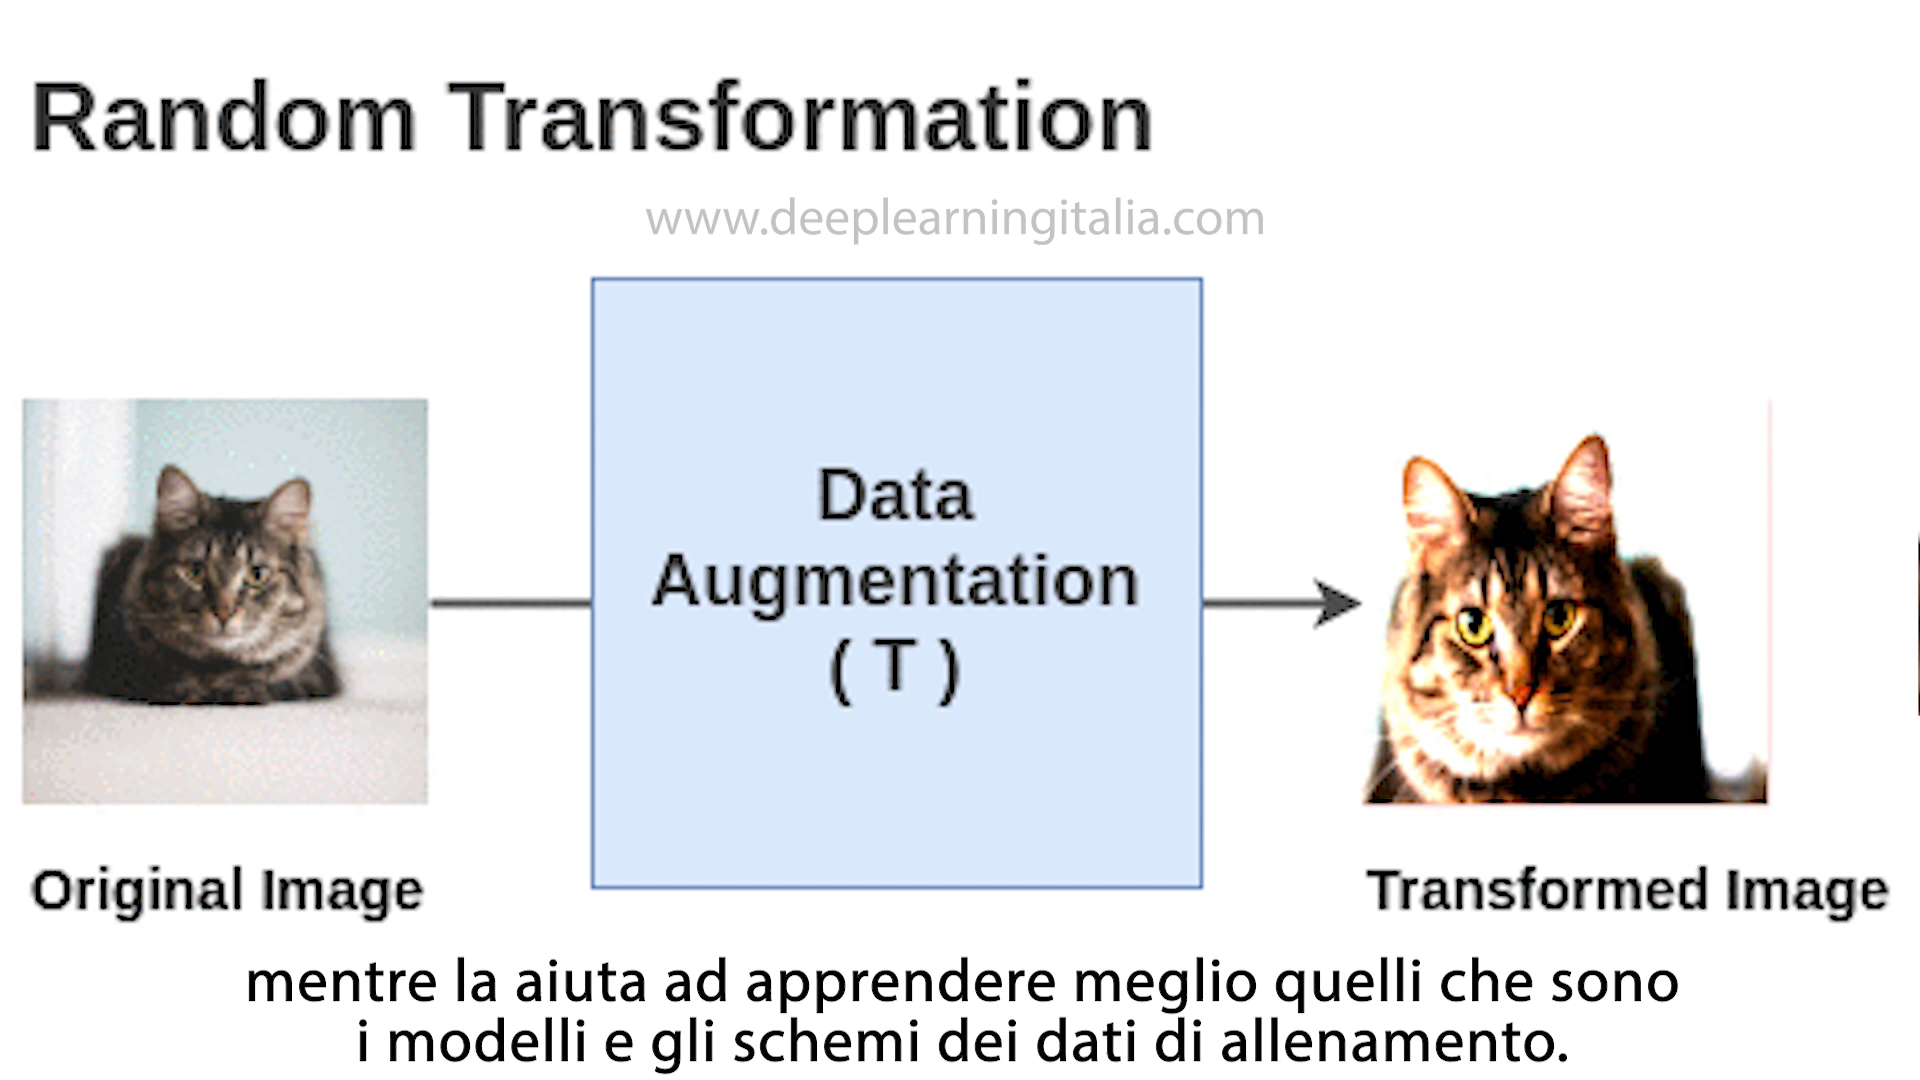 Random Transformation
www.deeplearningitalia.com
Data
Augmentation
( T )
Original Image
Transformed Image
mentre la aiuta ad apprendere meglio quelli che sono
i modelli e gli schemi dei dati di allenamento.